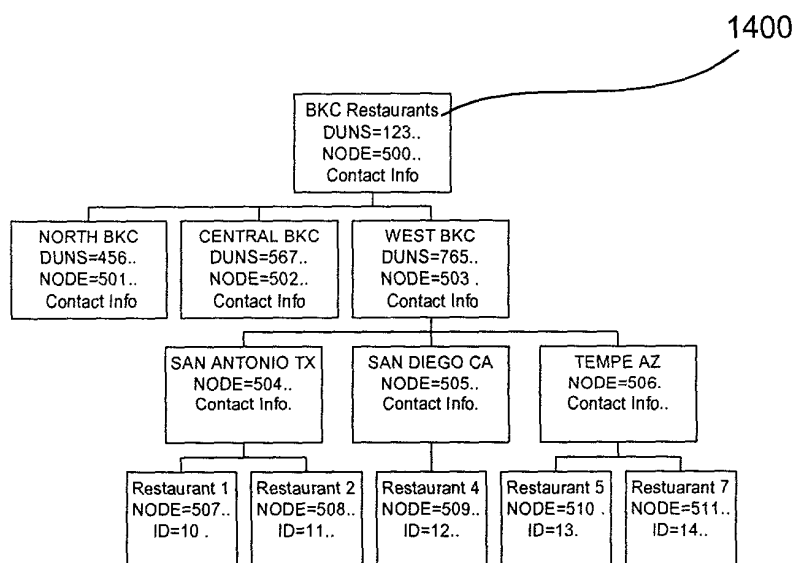 1400
BKC Restaurants
DUNS=123..
NODE=500..
Contact Info
NORTH BKC
DUNS=456..
NODE=501..
Contact Info
CENTRAL BKC
DUNS=567..
NODE=502..
Contact Info
WEST BKC
DUNS=765..
NODE=503 .
Contact Info
SAN ANTONIO TX
NODE=504..
Contact Info.
SAN DIEGO CA
NODE=505..
Contact Info.
TEMPE AZ
NODE=506.
Contact Info..
Restaurant 1
NODE=507..
ID=10 .
Restaurant 2
NODE=508..
ID=11..
Restaurant 4
NODE=509..
ID=12..
Restaurant 5
NODE=510 .
ID=13.
Restuarant 7
NODE=511..
ID=14..